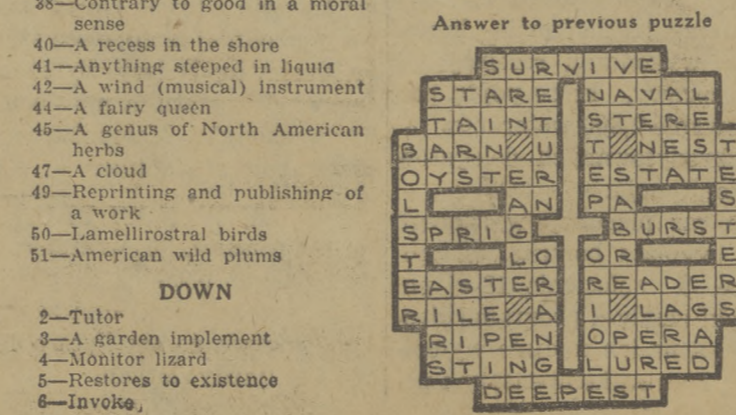 38—Contrary to good in a moral
sense
40—A recess in the shore
41—Anything steeped in liquid
42—A wind (musical) instrument
44—A fairy queen
45—A genus of North American
herbs
47—A cloud
49—Reprinting and publishing of
a work
50—Lamellirostral birds
51—American wild plums
DOWN
2—Tutor
3—A garden implement
4—Monitor lizard
5—Restores to existence
6—Invoke,
Answer to previous puzzle
SURVIVE
STARE NAVAL
TAINT STERE
BARN U T NEST
OYSTER ESTATE
L AN PA S
SPRIG BURST
T LO OR E
EASTER READER
RILE A I LAGS
RIPEN OPERA
STING LURED
DEEPEST